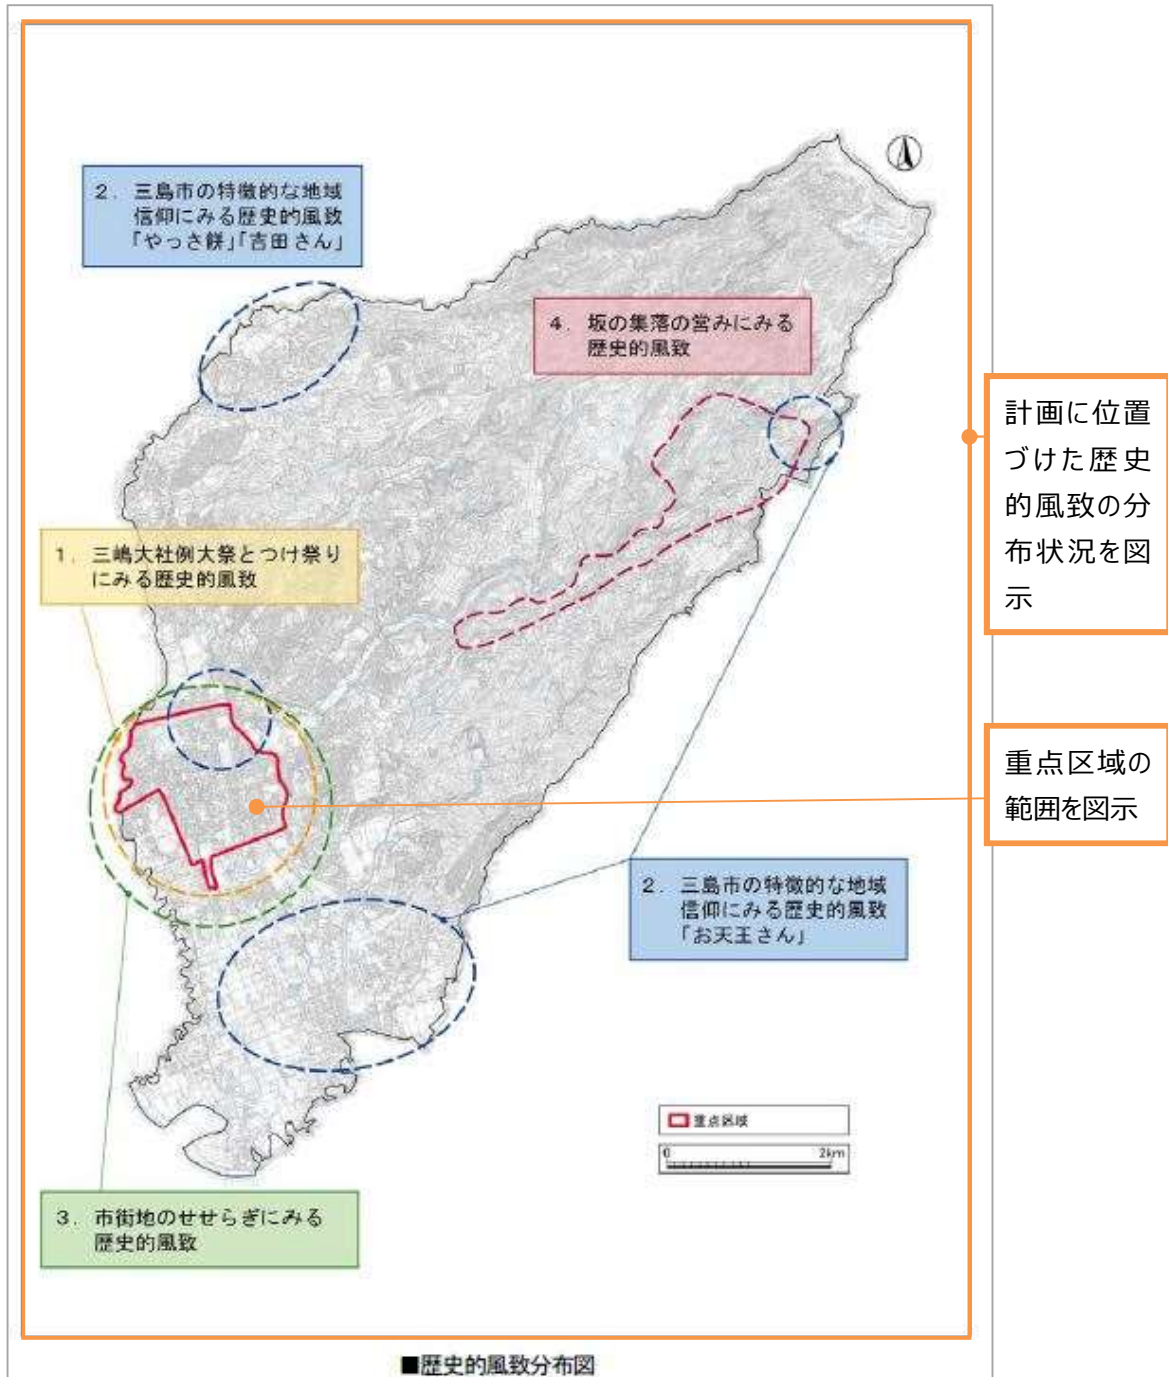 2. 三島市の特徴的な地域
信仰にみる歴史的風致
「やっさ餅」「吉田さん」
4. 坂の集落の営みにみる
歴史的風致
計画に位置
づけた歴史
的風致の分
布状況を図
示
1. 三嶋大社例大祭とつけ祭り
にみる歴史的風致
重点区域の
範囲を図示
2. 三島市の特徴的な地域
信仰にみる歴史的風致
「お天王さん」
重点区域
0 2km
3. 市街地のせせらぎにみる
歴史的風致
■歴史的風致分布図